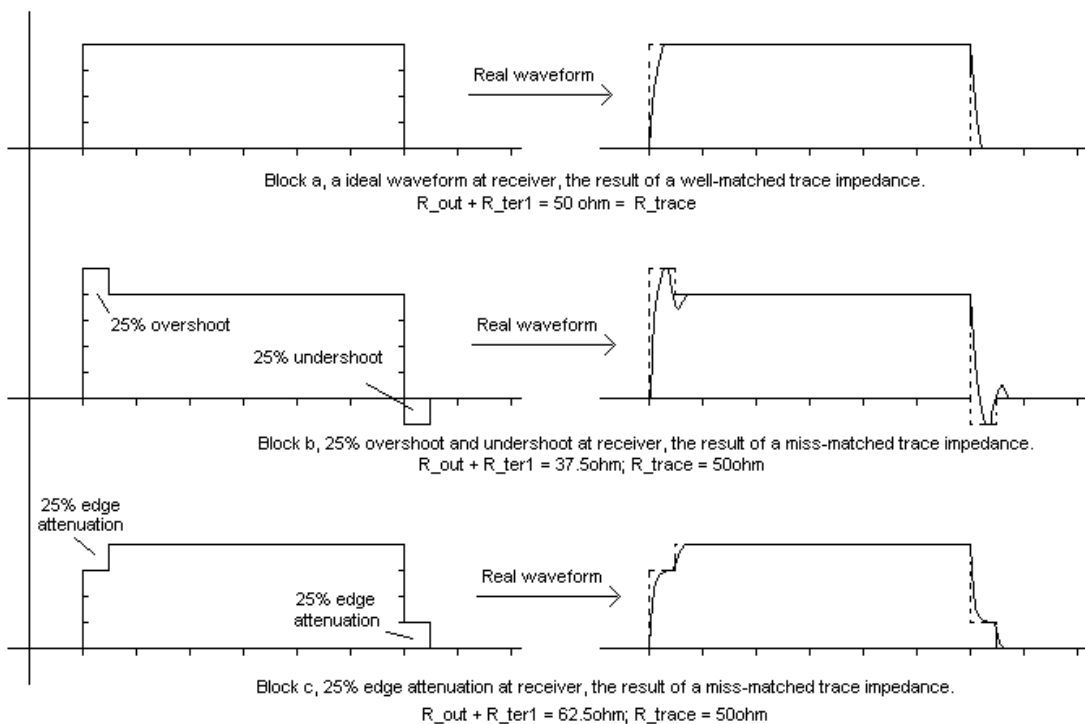 Real waveform
Block a, a ideal waveform at receiver, the result of a well-matched trace impedance.
R_out + R_ter1 = 50 ohm = R_trace
25% overshoot
25% undershoot
Real waveform
Block b, 25% overshoot and undershoot at receiver, the result of a miss-matched trace impedance.
R_out + R_ter1 = 37.5ohm; R_trace = 50ohm
25% edge
attenuation
25% edge
attenuation
Real waveform
Block c, 25% edge attenuation at receiver, the result of a miss-matched trace impedance.
R_out + R_ter1 = 62.5ohm; R_trace = 50ohm